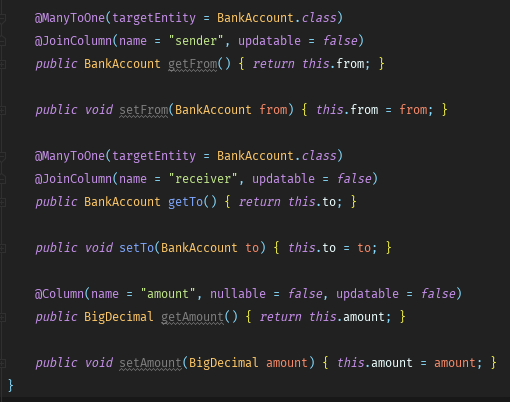 @ManyToOne(targetEntity = BankAccount.class)
@JoinColumn(name = "sender", updatable = false)
public BankAccount getFrom() { return this.from; }
public void setFrom(BankAccount from) { this.from = from; }
@ManyToOne(targetEntity = BankAccount.class)
@JoinColumn(name = "receiver", updatable = false)
public BankAccount getTo() { return this.to; }
public void setTo(BankAccount to) { this.to = to; }
@Column(name = "amount", nullable = false, updatable = false)
public BigDecimal getAmount() { return this.amount; }
public void setAmount(BigDecimal amount) { this.amount = amount; }
}